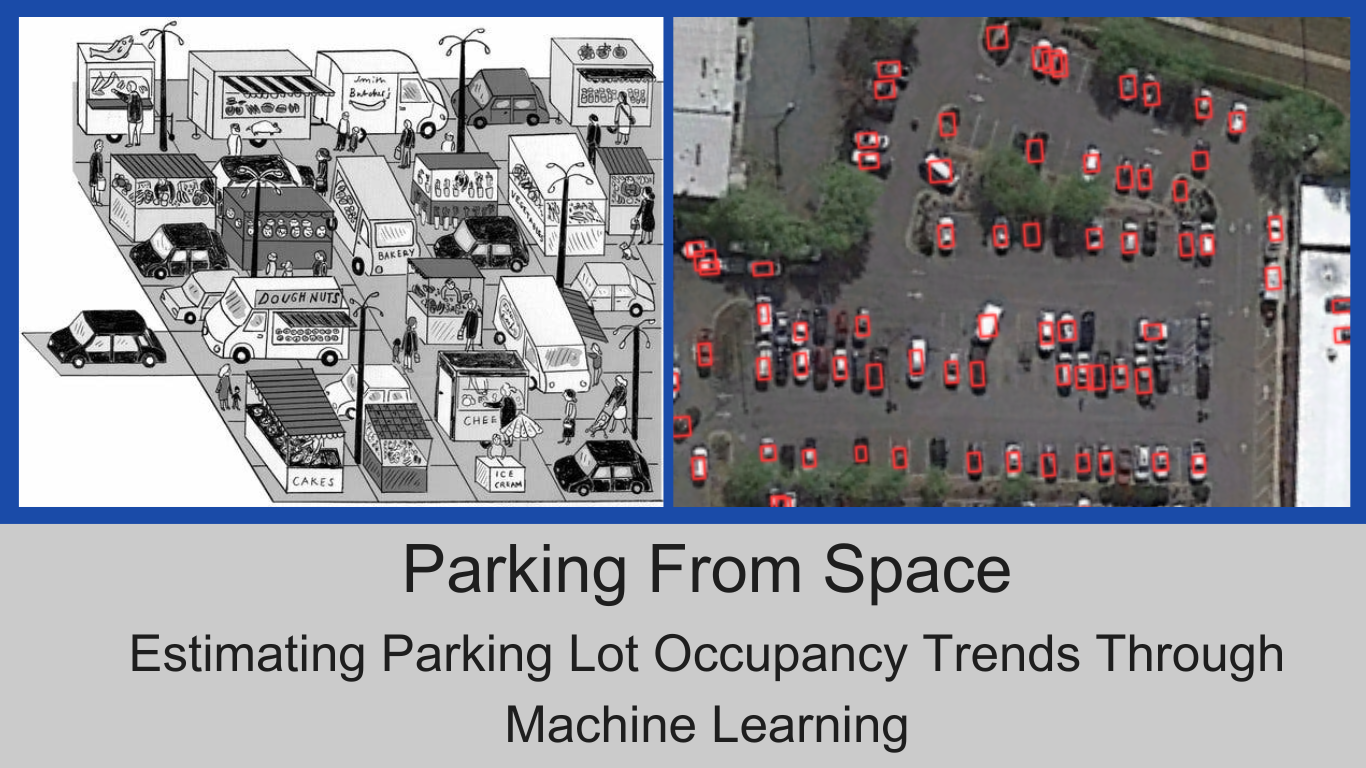 Smith
Butcher's
VEGETABLES
BAKERY
DOUGHNUTS
CHEE
CAKES
ICE
CREAM
Parking From Space
Estimating Parking Lot Occupancy Trends Through
Machine Learning